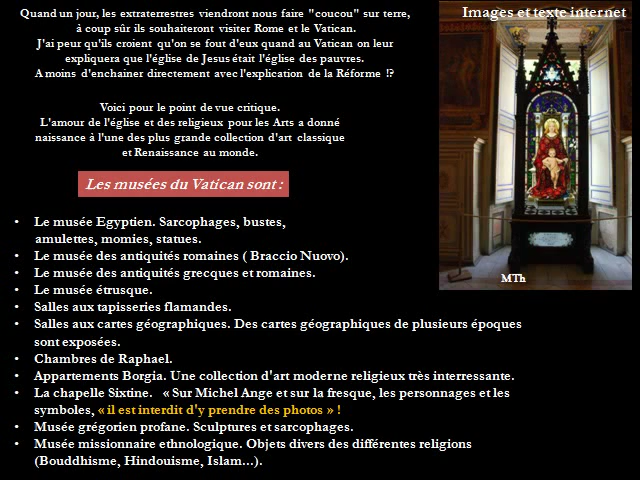 Images et texte internet
Quand un jour, les extraterrestres viendront nous faire "coucou" sur terre,
à coup sûr ils souhaiteront visiter Rome et le Vatican.
J'ai peur qu'ils croient qu'on se fout d'eux quand au Vatican on leur
expliquera que l'église de Jesus était l'église des pauvres.
A moins d'enchainer directement avec l'explication de la Réforme !?
Voici pour le point de vue critique.
L'amour de l'église et des religieux pour les Arts a donné
naissance à l'une des plus grande collection d'art classique
et Renaissance au monde.
Les musées du Vatican sont :
• Le musée Egyptien. Sarcophages, bustes,
amulettes, momies, statues.
• Le musée des antiquités romaines ( Braccio Nuovo).
• Le musée des antiquités grecques et romaines.
• Le musée étrusque.
• Salles aux tapisseries flamandes.
• Salles aux cartes géographiques. Des cartes géographiques de plusieurs époques
sont exposées.
• Chambres de Raphael.
• Appartements Borgia. Une collection d'art moderne religieux très interressante.
• La chapelle Sixtine. « Sur Michel Ange et sur la fresque, les personnages et les
symboles, « il est interdit d'y prendre des photos » !
• Musée grégorien profane. Sculptures et sarcophages.
• Musée missionnaire ethnologique. Objets divers des différentes religions
(Bouddhisme, Hindouisme, Islam...).
MTh